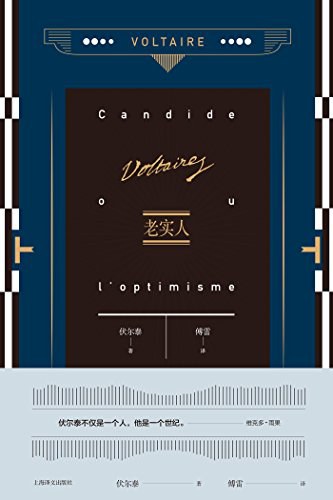 VOLTAIRE
Candide
Voltaire
o u
老实人
l'optimisme
伏尔泰 傅雷
著 译
伏尔泰不仅是一个人，他是一个世纪。 维克多·雨果
上海译文出版社 伏尔泰 著 傅雷 译